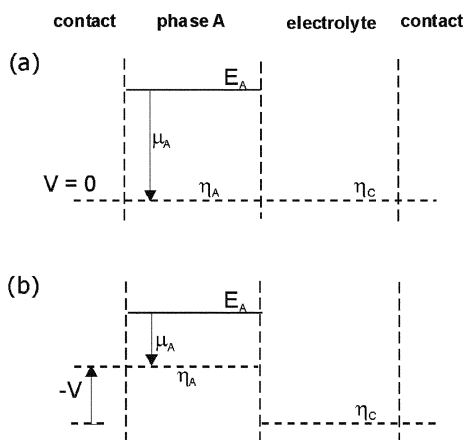 contact phase A electrolyte contact
(a)
E_A
μ_A
V = 0 η_A η_C
(b)
E_A
μ_A
η_A
-V
η_C